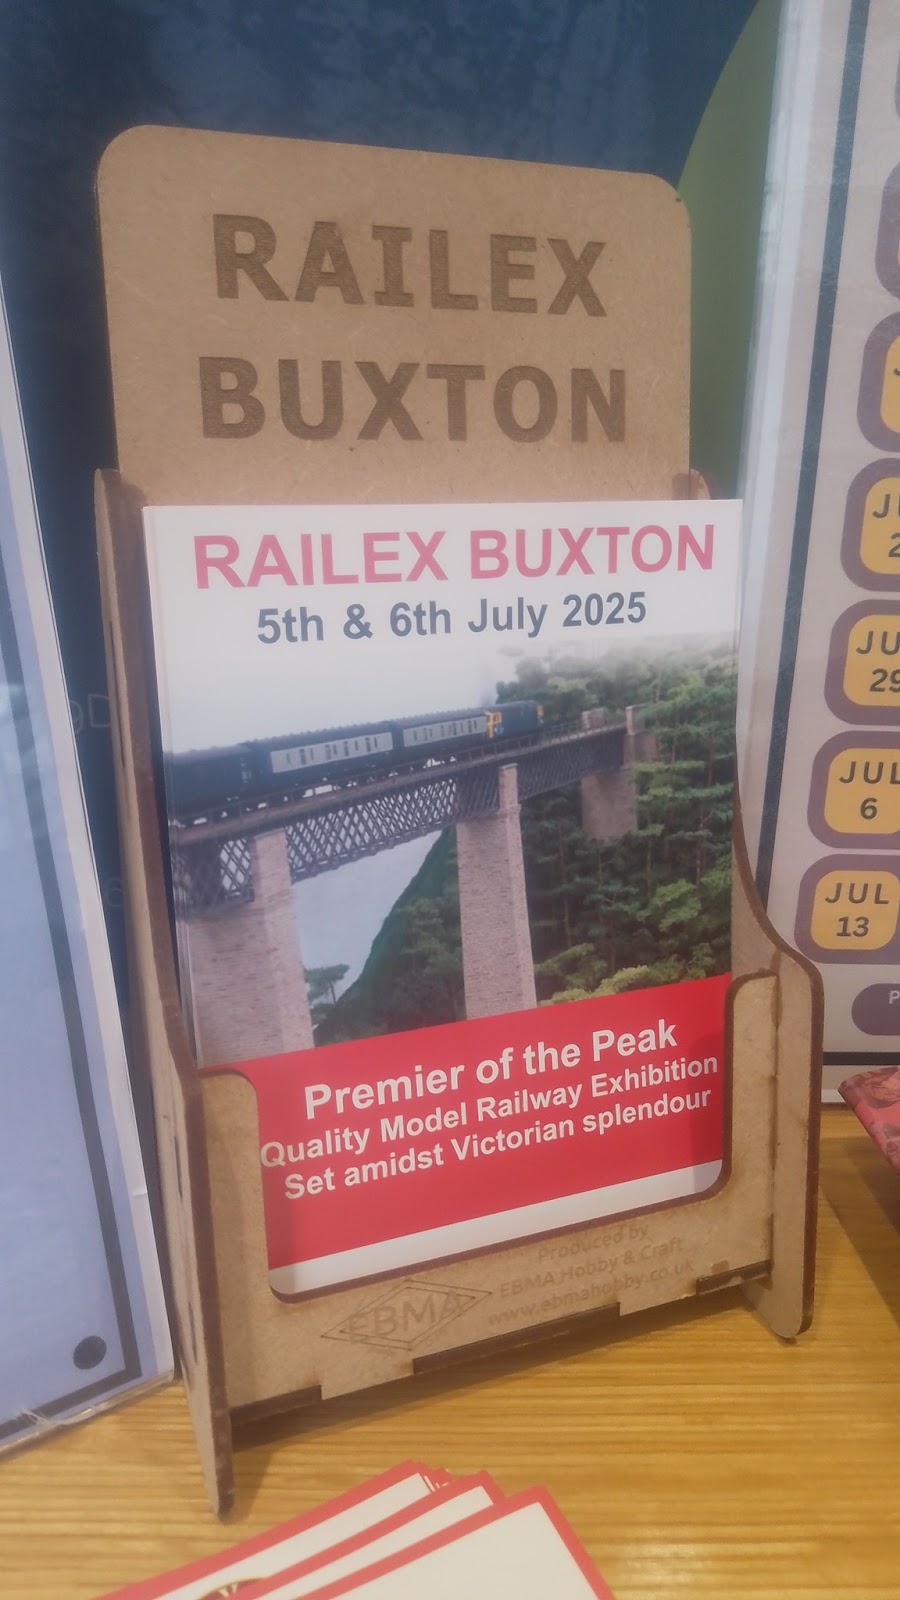 RAILEX
BUXTON
RAILEX BUXTON
5th & 6th July 2025
Premier of the Peak
Quality Model Railway Exhibition
Set amidst Victorian splendour
Produced by
EBMA Hobby & Craft
www.ebmahobby.co.uk
EBMA
29
JUL
6
JUL
13